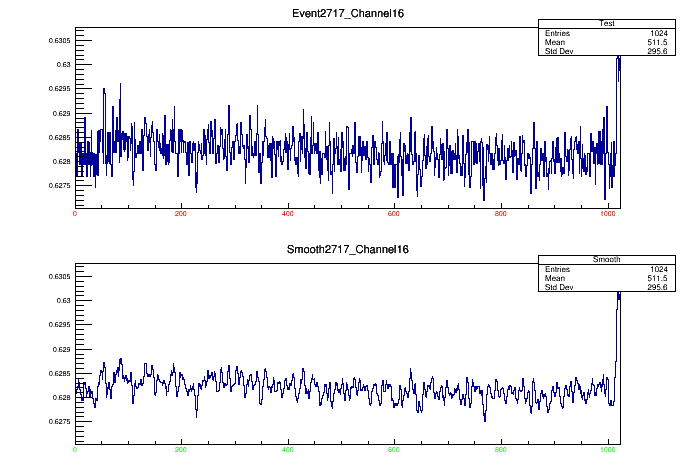 Event2717_Channel16
Test
Entries 1024
Mean 511.5
Std Dev 295.6
0.6305
0.63
0.6295
0.629
0.6285
0.628
0.6275
0 200 400 600 800 1000
Smooth2717_Channel16
Smooth
Entries 1024
Mean 511.5
Std Dev 295.6
0.6305
0.63
0.6295
0.629
0.6285
0.628
0.6275
0 200 400 600 800 1000